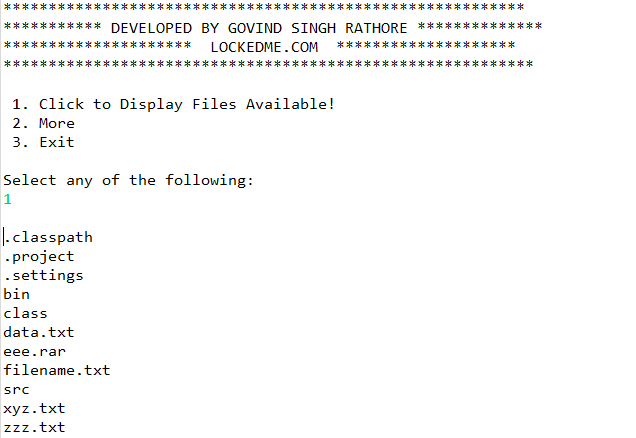 **********************************************************
*********** DEVELOPED BY GOVIND SINGH RATHORE **************
*********************  LOCKEDME.COM  ********************
***********************************************************
1. Click to Display Files Available!
2. More
3. Exit
Select any of the following:
1
.classpath
.project
.settings
bin
class
data.txt
eee.rar
filename.txt
src
xyz.txt
zzz.txt